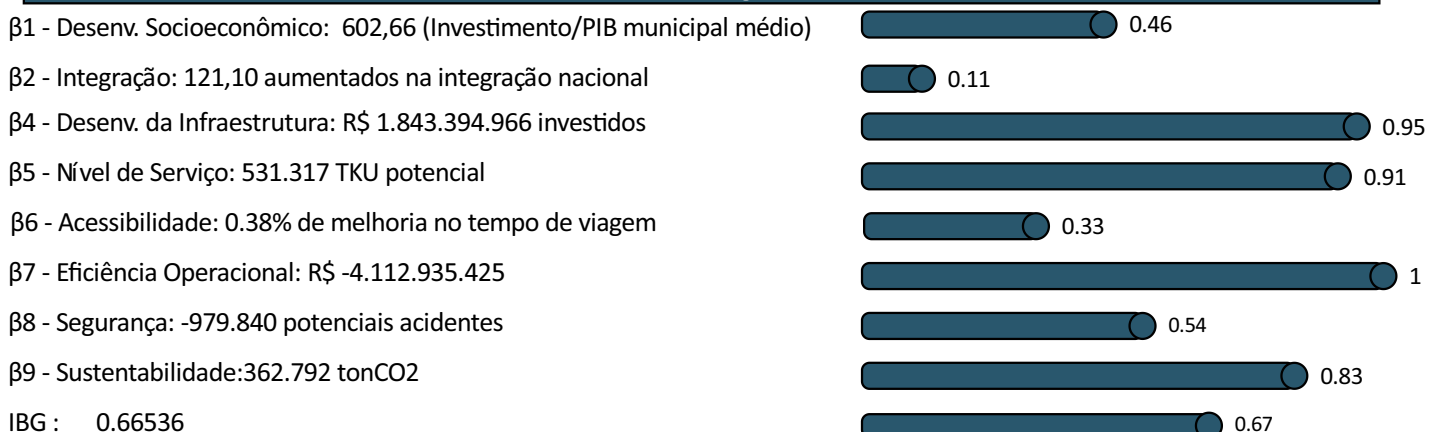 β1 - Desenv. Socioeconômico: 602,66 (Investimento/PIB municipal médio) 0.46
β2 - Integração: 121,10 aumentados na integração nacional 0.11
β4 - Desenv. da Infraestrutura: R$ 1.843.394.966 investidos 0.95
β5 - Nível de Serviço: 531.317 TKU potencial 0.91
β6 - Acessibilidade: 0.38% de melhoria no tempo de viagem 0.33
β7 - Eficiência Operacional: R$ -4.112.935.425 1
β8 - Segurança: -979.840 potenciais acidentes 0.54
β9 - Sustentabilidade:362.792 tonCO2 0.83
IBG : 0.66536 0.67